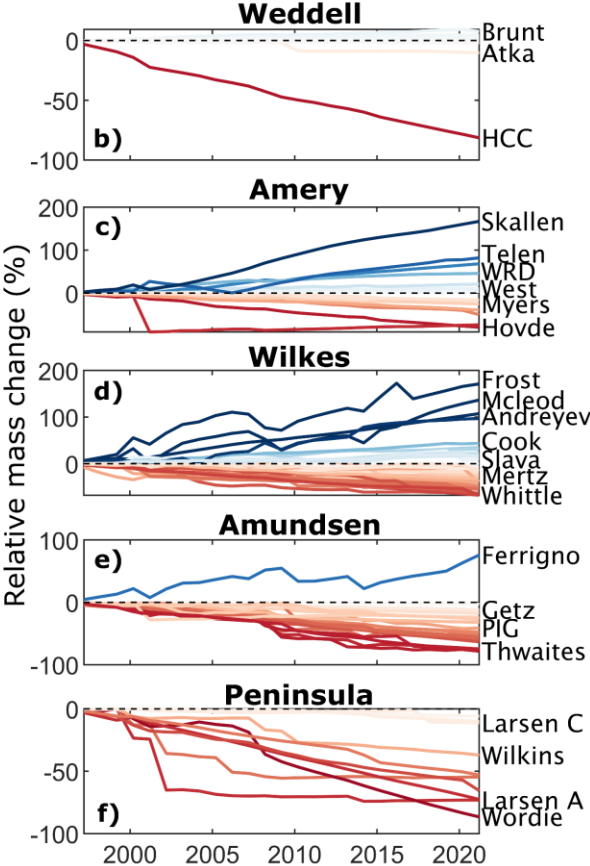 Weddell
0
-50
-100
b)
Brunt
Atka
HCC
Relative mass change (%)
Amery
200
100
0
c)
Skallen
Telen
WRD
West
Myers
Hovde
Wilkes
200
100
0
d)
Frost
Mcleod
Andreyev
Cook
Slava
Mertz
Whittle
Amundsen
100
0
-100
e)
Ferrigno
Getz
PIG
Thwaites
Peninsula
0
-50
-100
f)
Larsen C
Wilkins
Larsen A
Wordie
2000 2005 2010 2015 2020